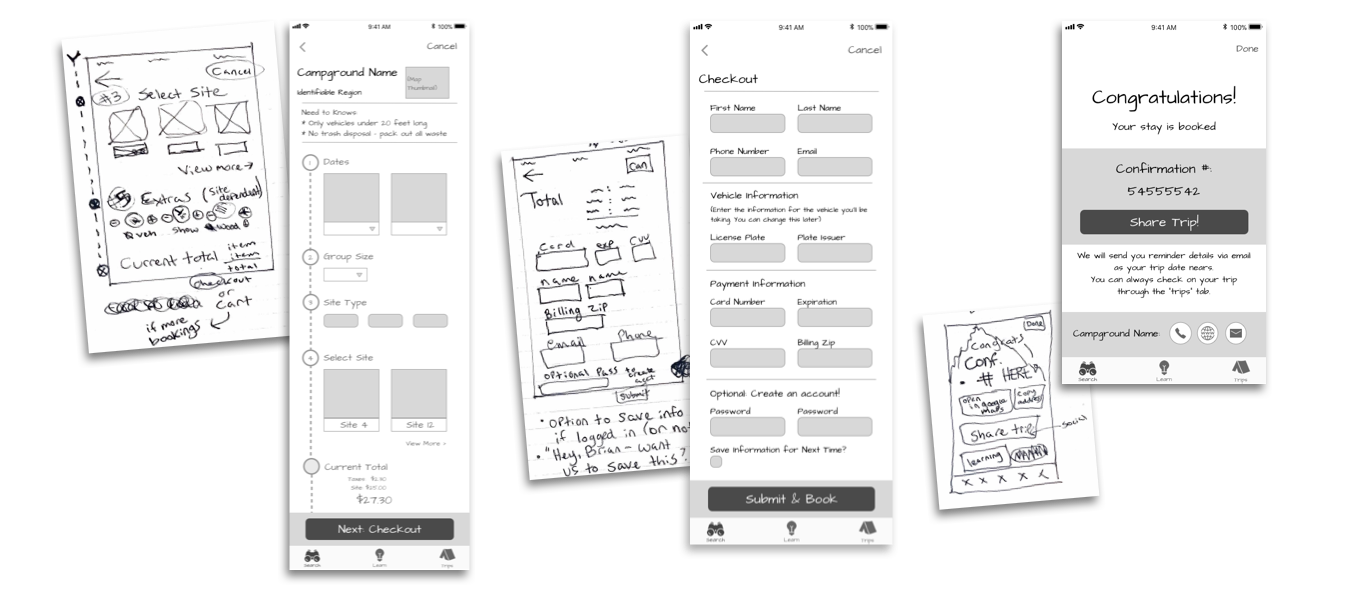 Cancel
#3 Select Site
View more →
Extras (Site dependent)
Current total item
item
total
checkout
or
Cart
if more
bookings
9:41 AM
100%
Cancel
Campground Name
Identifiable Region
Need to Knows
* Only vehicles under 20 feet long
* No trash disposal - pack out all waste
1 Dates
2 Group Size
3 Site Type
4 Select Site
Site 4 Site 12
View More >
Current Total
Taxes $2.30
Site $25.00
$27.30
Next: Checkout
Search Learn Trips
Can
Total
Card exp CVV
name name
Billing Zip
Email Phone
optional Pass to create acct
Submit
• option to save info
if logged in (or no
• "Hey, Brian - want
us to save this?
9:41 AM
100%
Cancel
Checkout
First Name Last Name
Phone Number Email
Vehicle Information
(Enter the information for the vehicle you'll be
taking. You can change this later)
License Plate Plate Issuer
Payment Information
Card Number Expiration
CVV Billing Zip
Optional: Create an account!
Password Password
Save Information for Next Time?
Submit & Book
Search Learn Trips
Done
Congrats
Conf.
• # HERE
open in google maps copy address
Share trip social
learning
9:41 AM
100%
Done
Congratulations!
Your stay is booked
Confirmation #:
54555542
Share Trip!
We will send you reminder details via email
as your trip date nears.
You can always check on your trip
through the 'trips' tab.
Campground Name:
Search Learn Trips